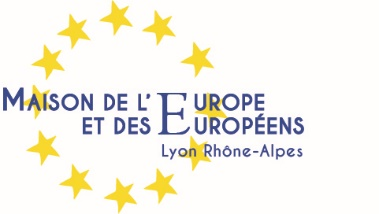 MAISON DE L'EUROPE
ET DES EUROPÉENS
Lyon Rhône-Alpes